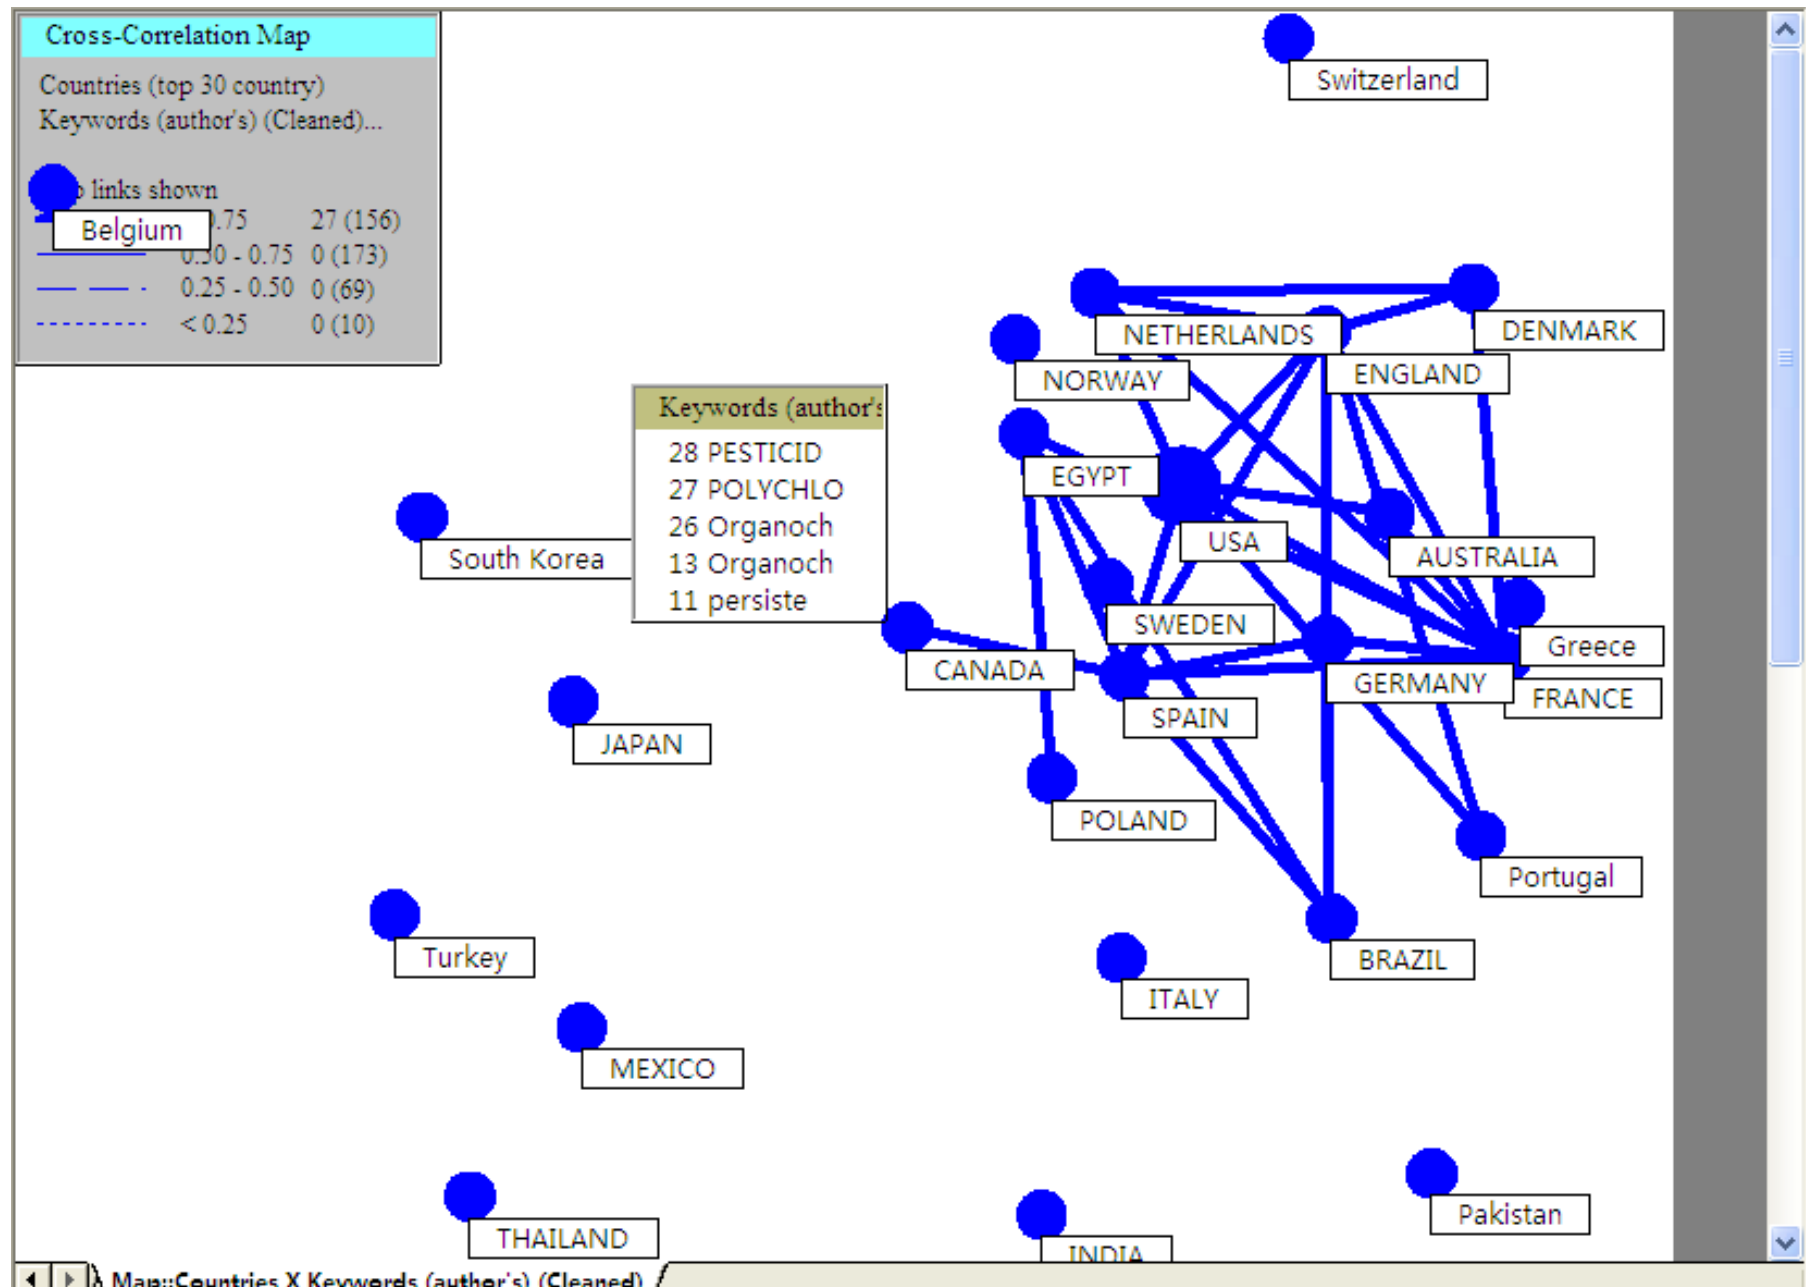 Cross-Correlation Map
Countries (top 30 country)
Keywords (author's) (Cleaned)...
links shown
Belgium
0.75 27 (156)
0.50 - 0.75 0 (173)
0.25 - 0.50 0 (69)
< 0.25 0 (10)
Switzerland
NETHERLANDS
DENMARK
NORWAY
ENGLAND
Keywords (author's
28 PESTICID
27 POLYCHLO
26 Organoch
13 Organoch
11 persiste
EGYPT
USA
AUSTRALIA
South Korea
SWEDEN
Greece
CANADA
GERMANY
FRANCE
SPAIN
JAPAN
POLAND
Portugal
Turkey
BRAZIL
ITALY
MEXICO
Pakistan
THAILAND
INDIA
Map::Countries X Keywords (author's) (Cleaned)